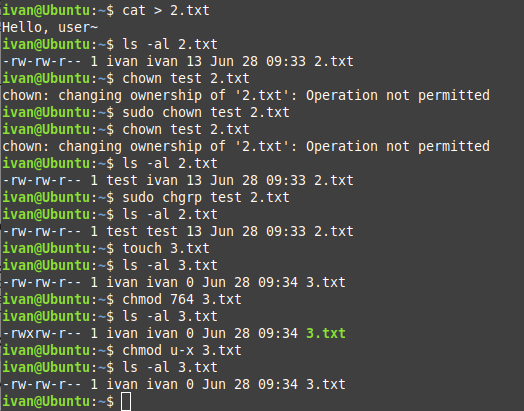 ivan@Ubuntu:~$ cat > 2.txt
Hello, user~
ivan@Ubuntu:~$ ls -al 2.txt
-rw-rw-r-- 1 ivan ivan 13 Jun 28 09:33 2.txt
ivan@Ubuntu:~$ chown test 2.txt
chown: changing ownership of '2.txt': Operation not permitted
ivan@Ubuntu:~$ sudo chown test 2.txt
ivan@Ubuntu:~$ chown test 2.txt
chown: changing ownership of '2.txt': Operation not permitted
ivan@Ubuntu:~$ ls -al 2.txt
-rw-rw-r-- 1 test ivan 13 Jun 28 09:33 2.txt
ivan@Ubuntu:~$ sudo chgrp test 2.txt
ivan@Ubuntu:~$ ls -al 2.txt
-rw-rw-r-- 1 test test 13 Jun 28 09:33 2.txt
ivan@Ubuntu:~$ touch 3.txt
ivan@Ubuntu:~$ ls -al 3.txt
-rw-rw-r-- 1 ivan ivan 0 Jun 28 09:34 3.txt
ivan@Ubuntu:~$ chmod 764 3.txt
ivan@Ubuntu:~$ ls -al 3.txt
-rwxrw-r-- 1 ivan ivan 0 Jun 28 09:34 3.txt
ivan@Ubuntu:~$ chmod u-x 3.txt
ivan@Ubuntu:~$ ls -al 3.txt
-rw-rw-r-- 1 ivan ivan 0 Jun 28 09:34 3.txt
ivan@Ubuntu:~$